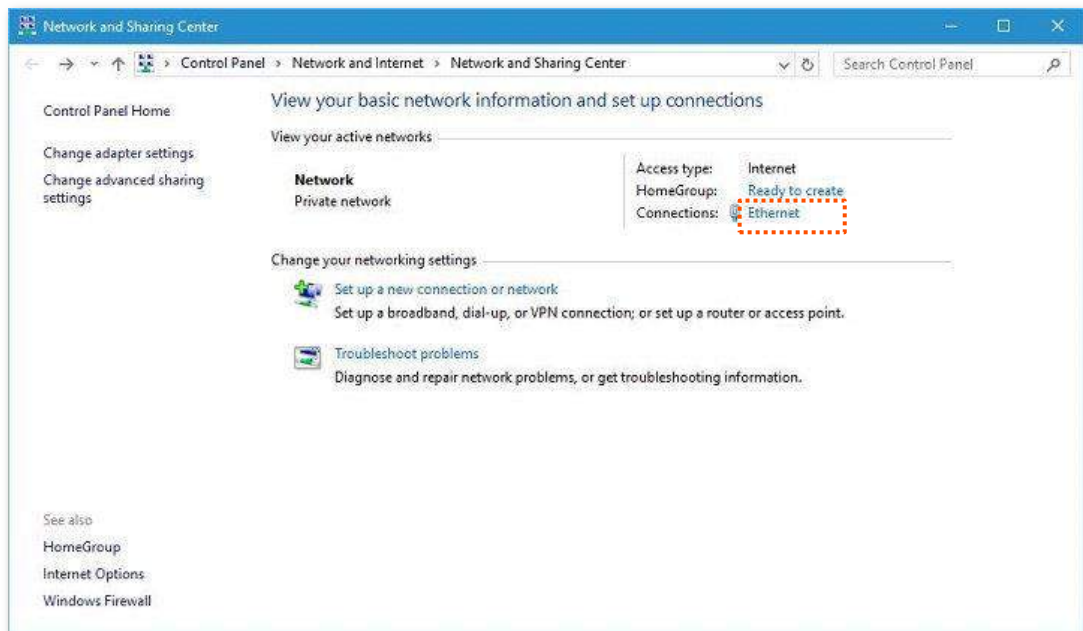 Network and Sharing Center
Control Panel › Network and Internet › Network and Sharing Center
Search Control Panel
Control Panel Home
Change adapter settings
Change advanced sharing
settings
View your basic network information and set up connections
View your active networks
Network
Private network
Access type: Internet
HomeGroup: Ready to create
Connections: Ethernet
Change your networking settings
Set up a new connection or network
Set up a broadband, dial-up, or VPN connection; or set up a router or access point.
Troubleshoot problems
Diagnose and repair network problems, or get troubleshooting information.
See also
HomeGroup
Internet Options
Windows Firewall